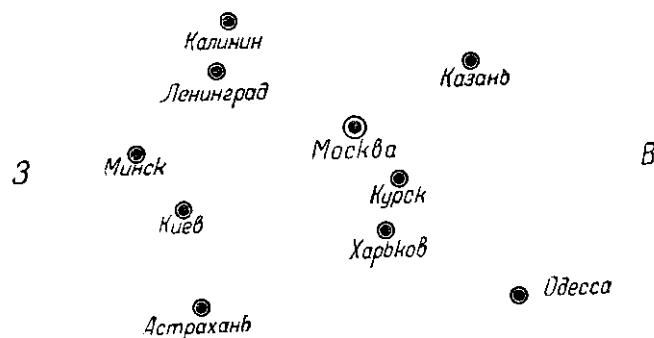 Калинин
Ленинград
Казань
Москва
З
Минск
В
Курск
Киев
Харьков
Одесса
Астрахань